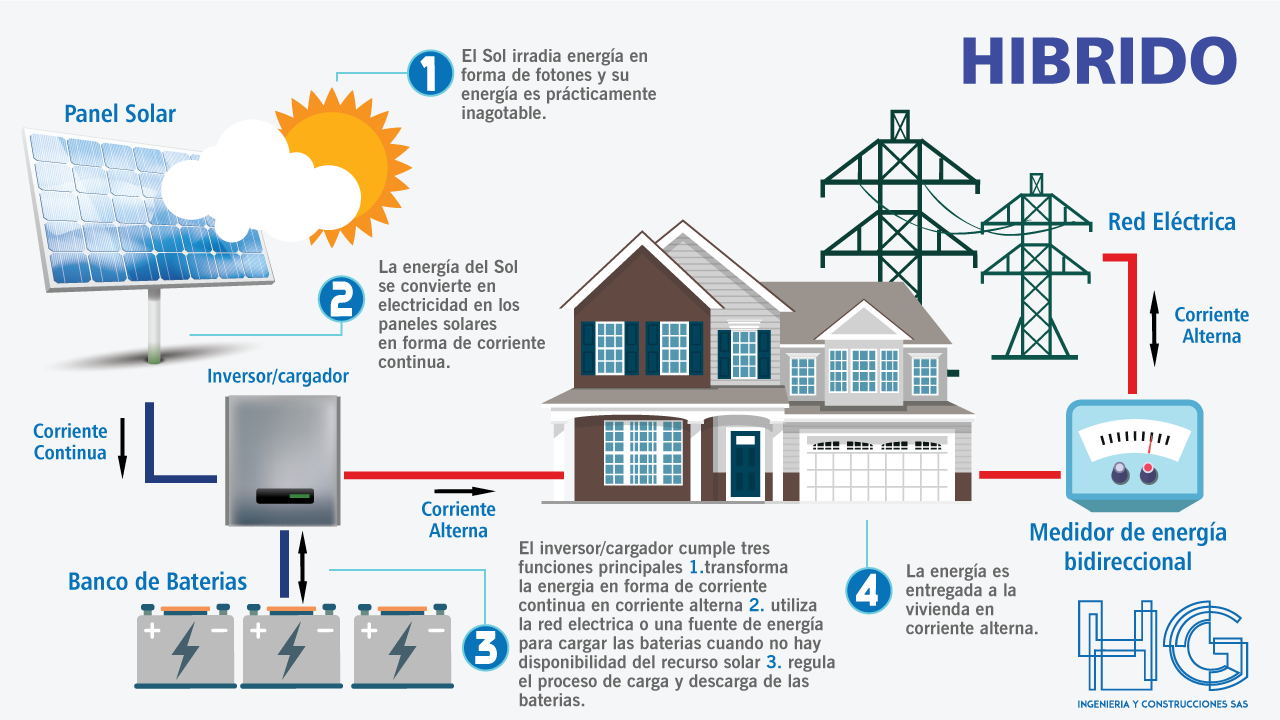 HIBRIDO
1
El Sol irradia energía en
forma de fotones y su
energía es prácticamente
inagotable.
Panel Solar
Red Eléctrica
2
La energía del Sol
se convierte en
electricidad en los
paneles solares
en forma de corriente
continua.
Corriente
Alterna
Inversor/cargador
Corriente
Continua
Corriente
Alterna
Medidor de energía
bidireccional
Banco de Baterias
+ −
+ −
+ −
3
El inversor/cargador cumple tres
funciones principales 1.transforma
la energia en forma de corriente
continua en corriente alterna 2. utiliza
la red electrica o una fuente de energía
para cargar las baterias cuando no hay
disponibilidad del recurso solar 3. regula
el proceso de carga y descarga de las
baterias.
4
La energía es
entregada a la
vivienda en
corriente alterna.
HG
INGENIERIA Y CONSTRUCCIONES SAS